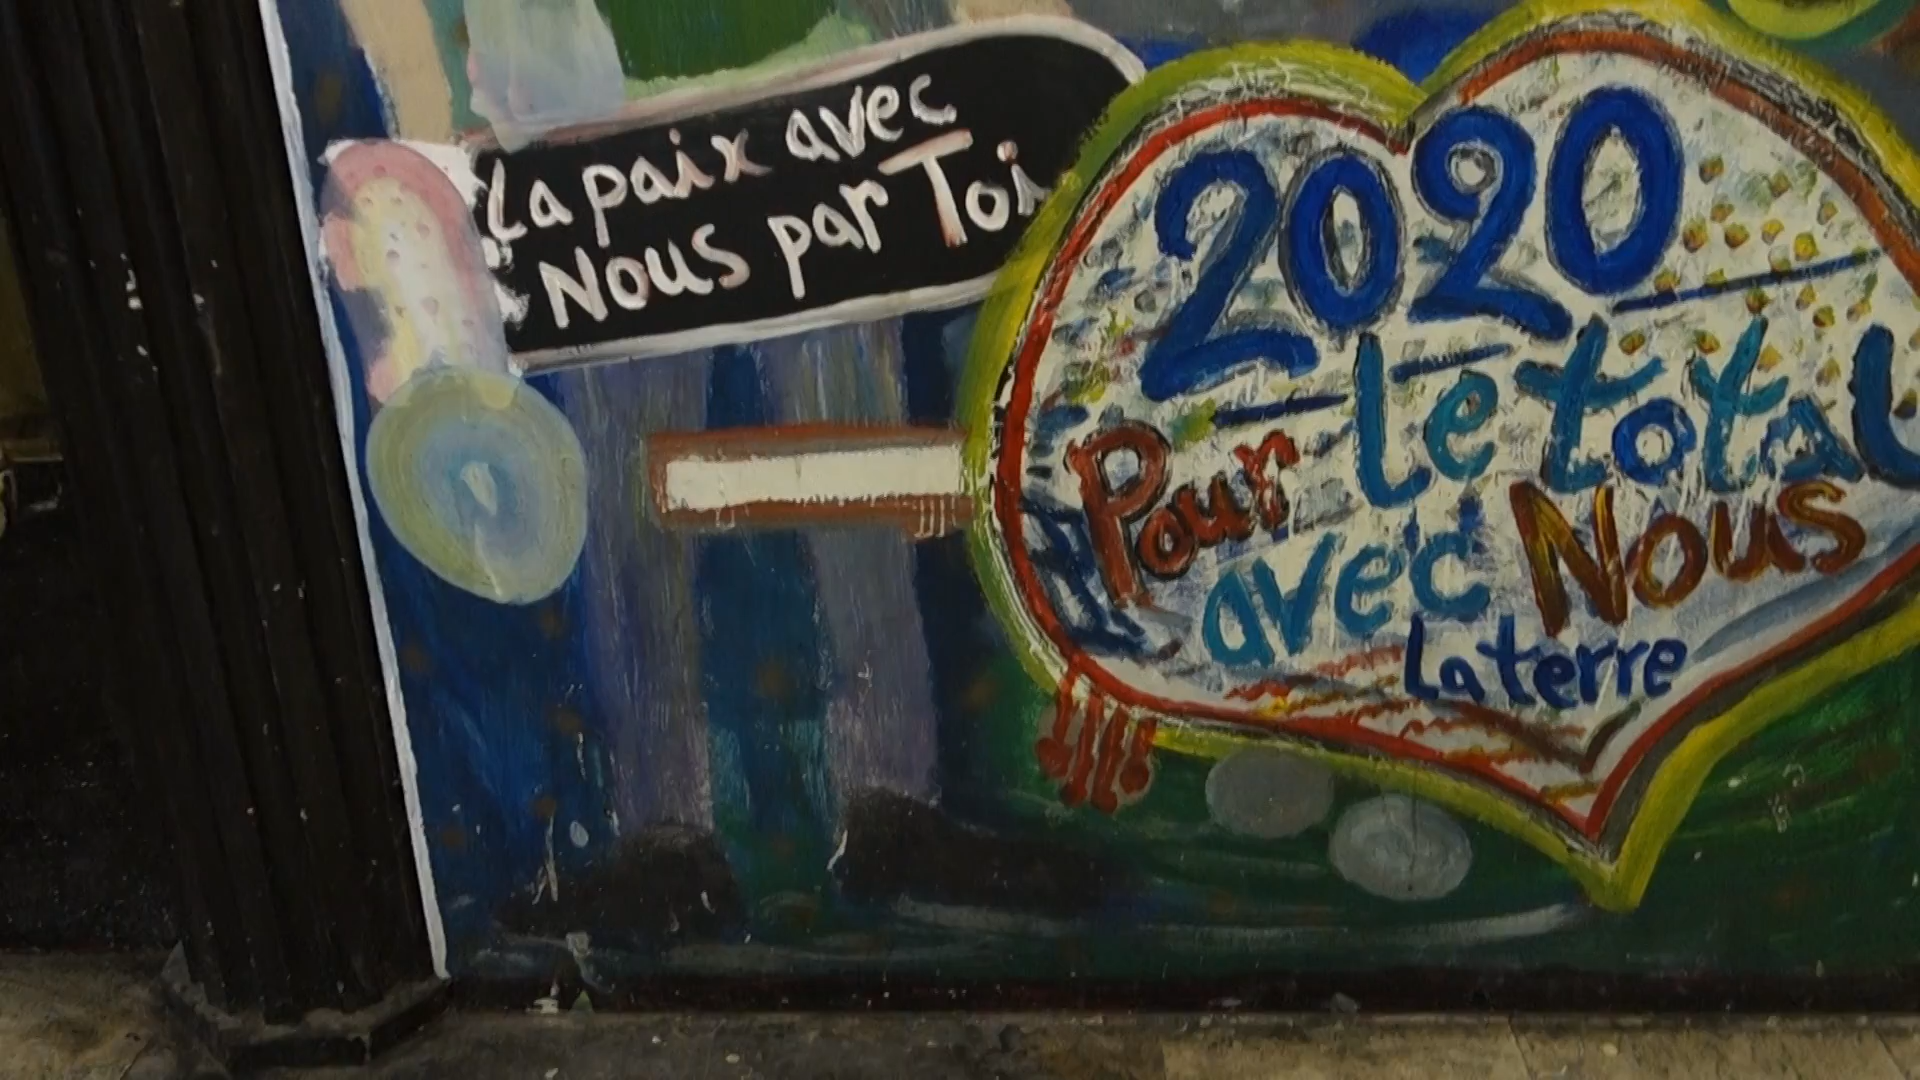 La paix avec
Nous par Toi
2020
Pour le total
avec Nous
La terre